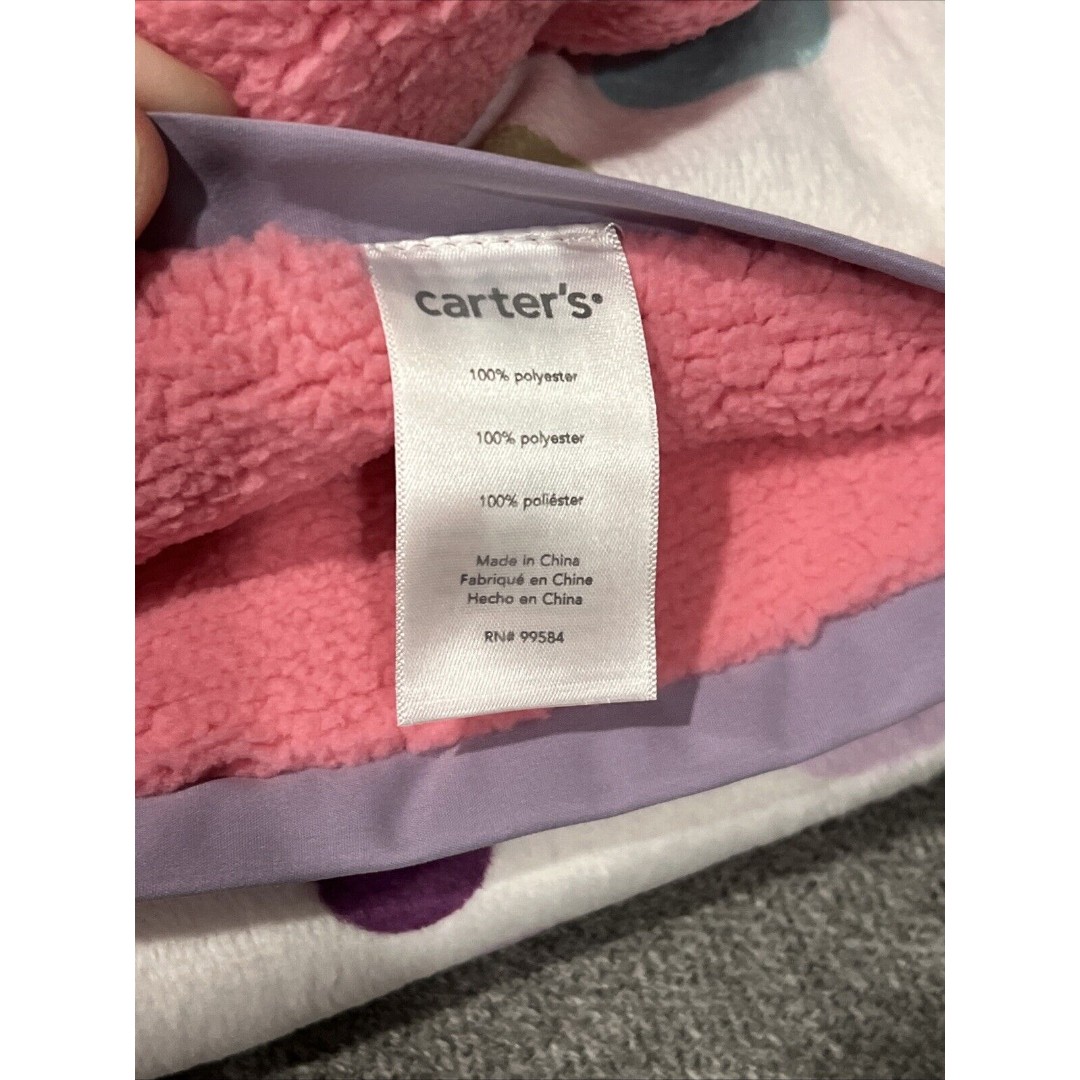 carter's
100% polyester
100% polyester
100% poliéster
Made in China
Fabriqué en Chine
Hecho en China
RN# 99584